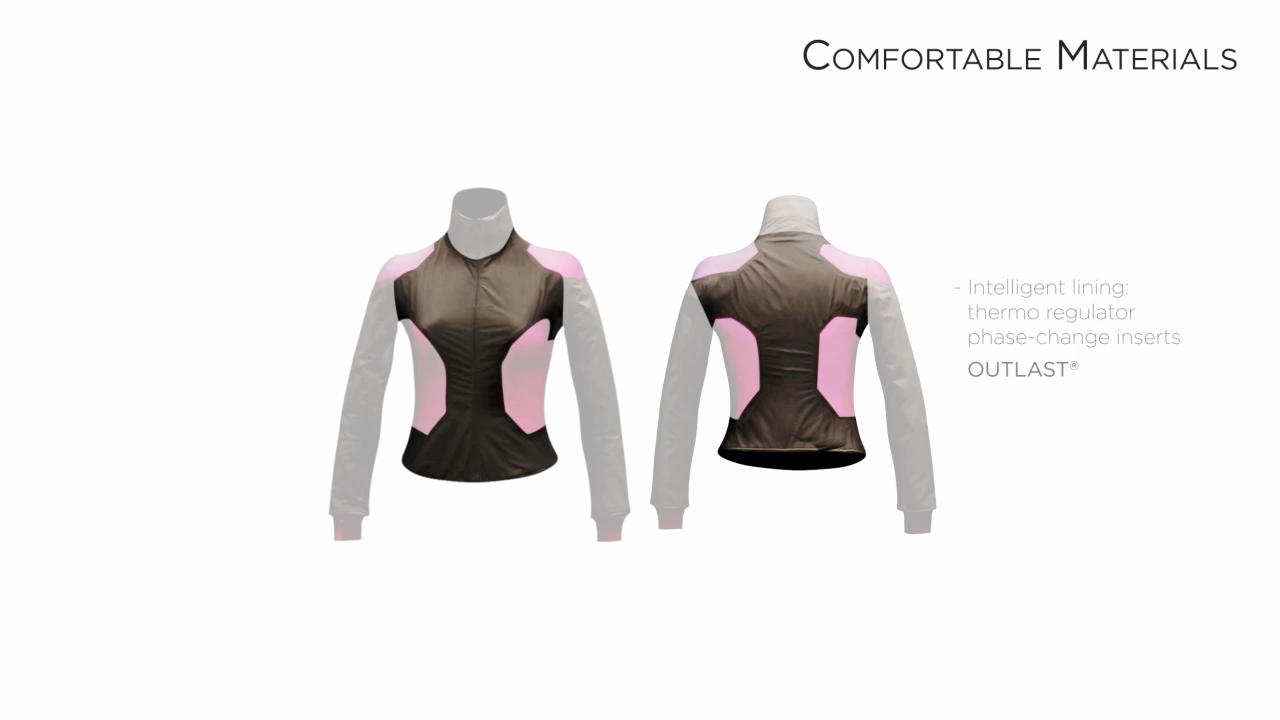 Comfortable Materials
- Intelligent lining:
thermo regulator
phase-change inserts
OUTLAST®